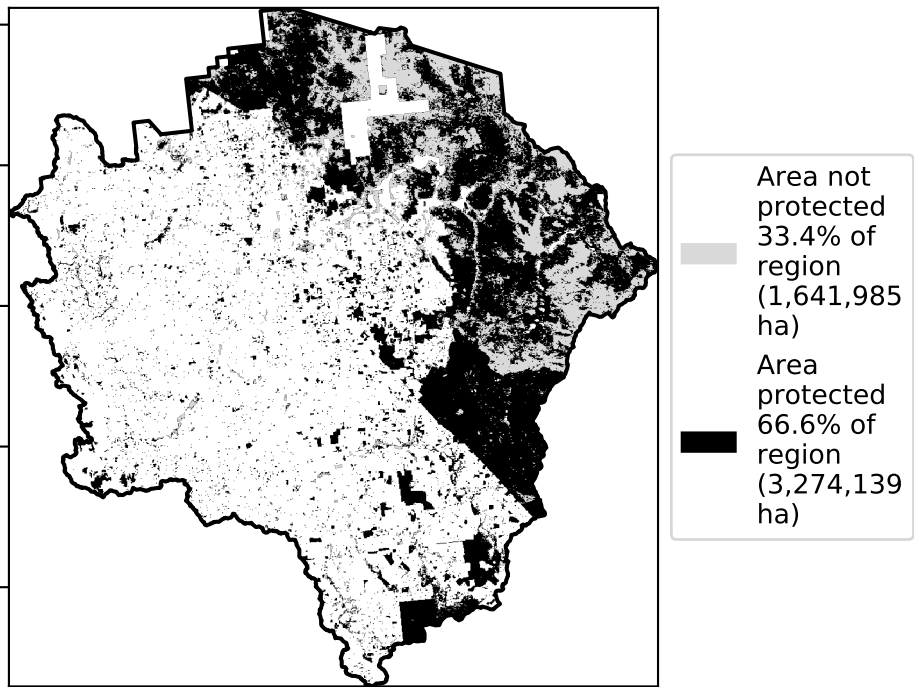 Area not
protected
33.4% of
region
(1,641,985
ha)
Area
protected
66.6% of
region
(3,274,139
ha)